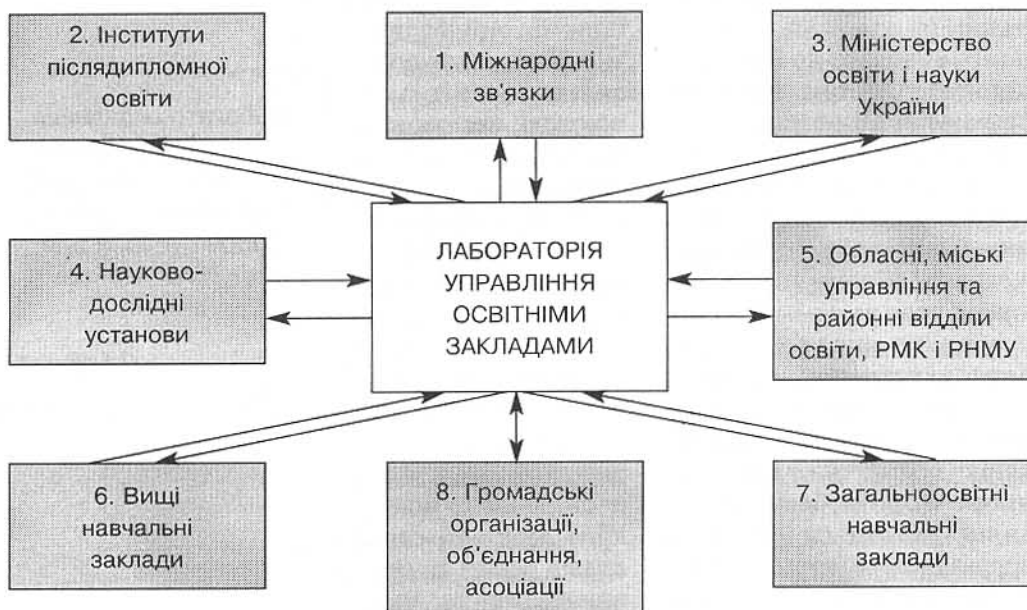 2. Інститути
післядипломної
освіти
1. Міжнародні
зв'язки
3. Міністерство
освіти і науки
України
4. Науково-
дослідні
установи
ЛАБОРАТОРІЯ
УПРАВЛІННЯ
ОСВІТНІМИ
ЗАКЛАДАМИ
5. Обласні, міські
управління та
районні відділи
освіти, РМК і РНМУ
6. Вищі
навчальні
заклади
8. Громадські
організації,
об'єднання,
асоціації
7. Загальноосвітні
навчальні
заклади